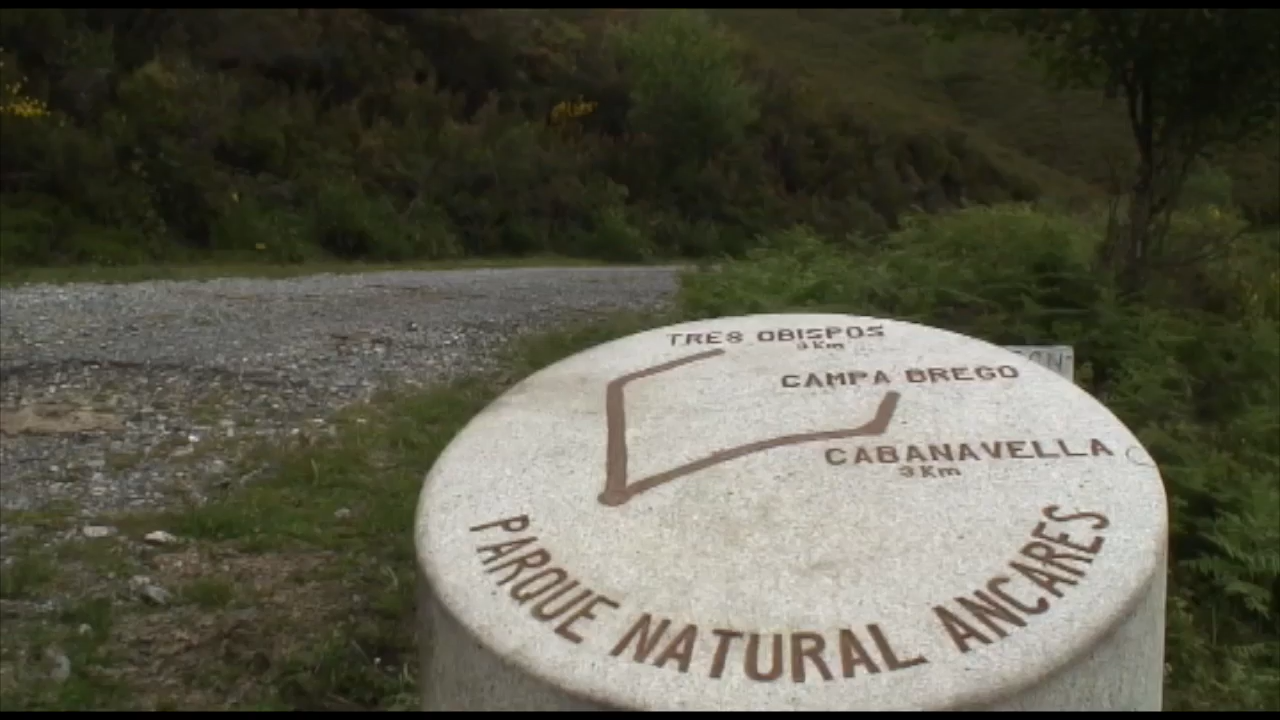 TRES OBISPOS
3 Km
CAMPA BREGO
CABANAVELLA
3 Km
PARQUE NATURAL ANCARES